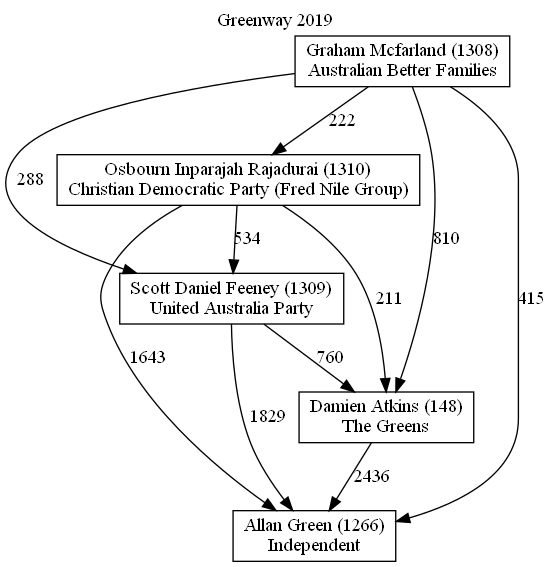 Greenway 2019
Graham Mcfarland (1308)
Australian Better Families
222
Osbourn Inparajah Rajadurai (1310)
Christian Democratic Party (Fred Nile Group)
288
534
810
Scott Daniel Feeney (1309)
United Australia Party
211
415
1643
760
Damien Atkins (148)
The Greens
1829
2436
Allan Green (1266)
Independent